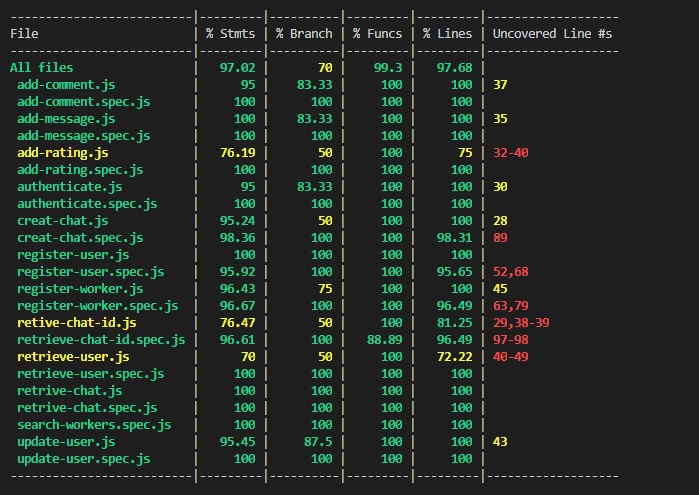 ---------------------------|----------|----------|----------|----------|-------------------|
File                       | % Stmts | % Branch | % Funcs | % Lines | Uncovered Line #s
---------------------------|----------|----------|----------|----------|-------------------|
All files | 97.02 | 70 | 99.3 | 97.68 |
add-comment.js | 95 | 83.33 | 100 | 100 | 37
add-comment.spec.js | 100 | 100 | 100 | 100 |
add-message.js | 100 | 83.33 | 100 | 100 | 35
add-message.spec.js | 100 | 100 | 100 | 100 |
add-rating.js | 76.19 | 50 | 100 | 75 | 32-40
add-rating.spec.js | 100 | 100 | 100 | 100 |
authenticate.js | 95 | 83.33 | 100 | 100 | 30
authenticate.spec.js | 100 | 100 | 100 | 100 |
creat-chat.js | 95.24 | 50 | 100 | 100 | 28
creat-chat.spec.js | 98.36 | 100 | 100 | 98.31 | 89
register-user.js | 100 | 100 | 100 | 100 |
register-user.spec.js | 95.92 | 100 | 100 | 95.65 | 52,68
register-worker.js | 96.43 | 75 | 100 | 100 | 45
register-worker.spec.js | 96.67 | 100 | 100 | 96.49 | 63,79
retive-chat-id.js | 76.47 | 50 | 100 | 81.25 | 29,38-39
retrieve-chat-id.spec.js | 96.61 | 100 | 88.89 | 96.49 | 97-98
retrieve-user.js | 70 | 50 | 100 | 72.22 | 40-49
retrieve-user.spec.js | 100 | 100 | 100 | 100 |
retrive-chat.js | 100 | 100 | 100 | 100 |
retrive-chat.spec.js | 100 | 100 | 100 | 100 |
search-workers.spec.js | 100 | 100 | 100 | 100 |
update-user.js | 95.45 | 87.5 | 100 | 100 | 43
update-user.spec.js | 100 | 100 | 100 | 100 |
---------------------------|----------|----------|----------|----------|-------------------|